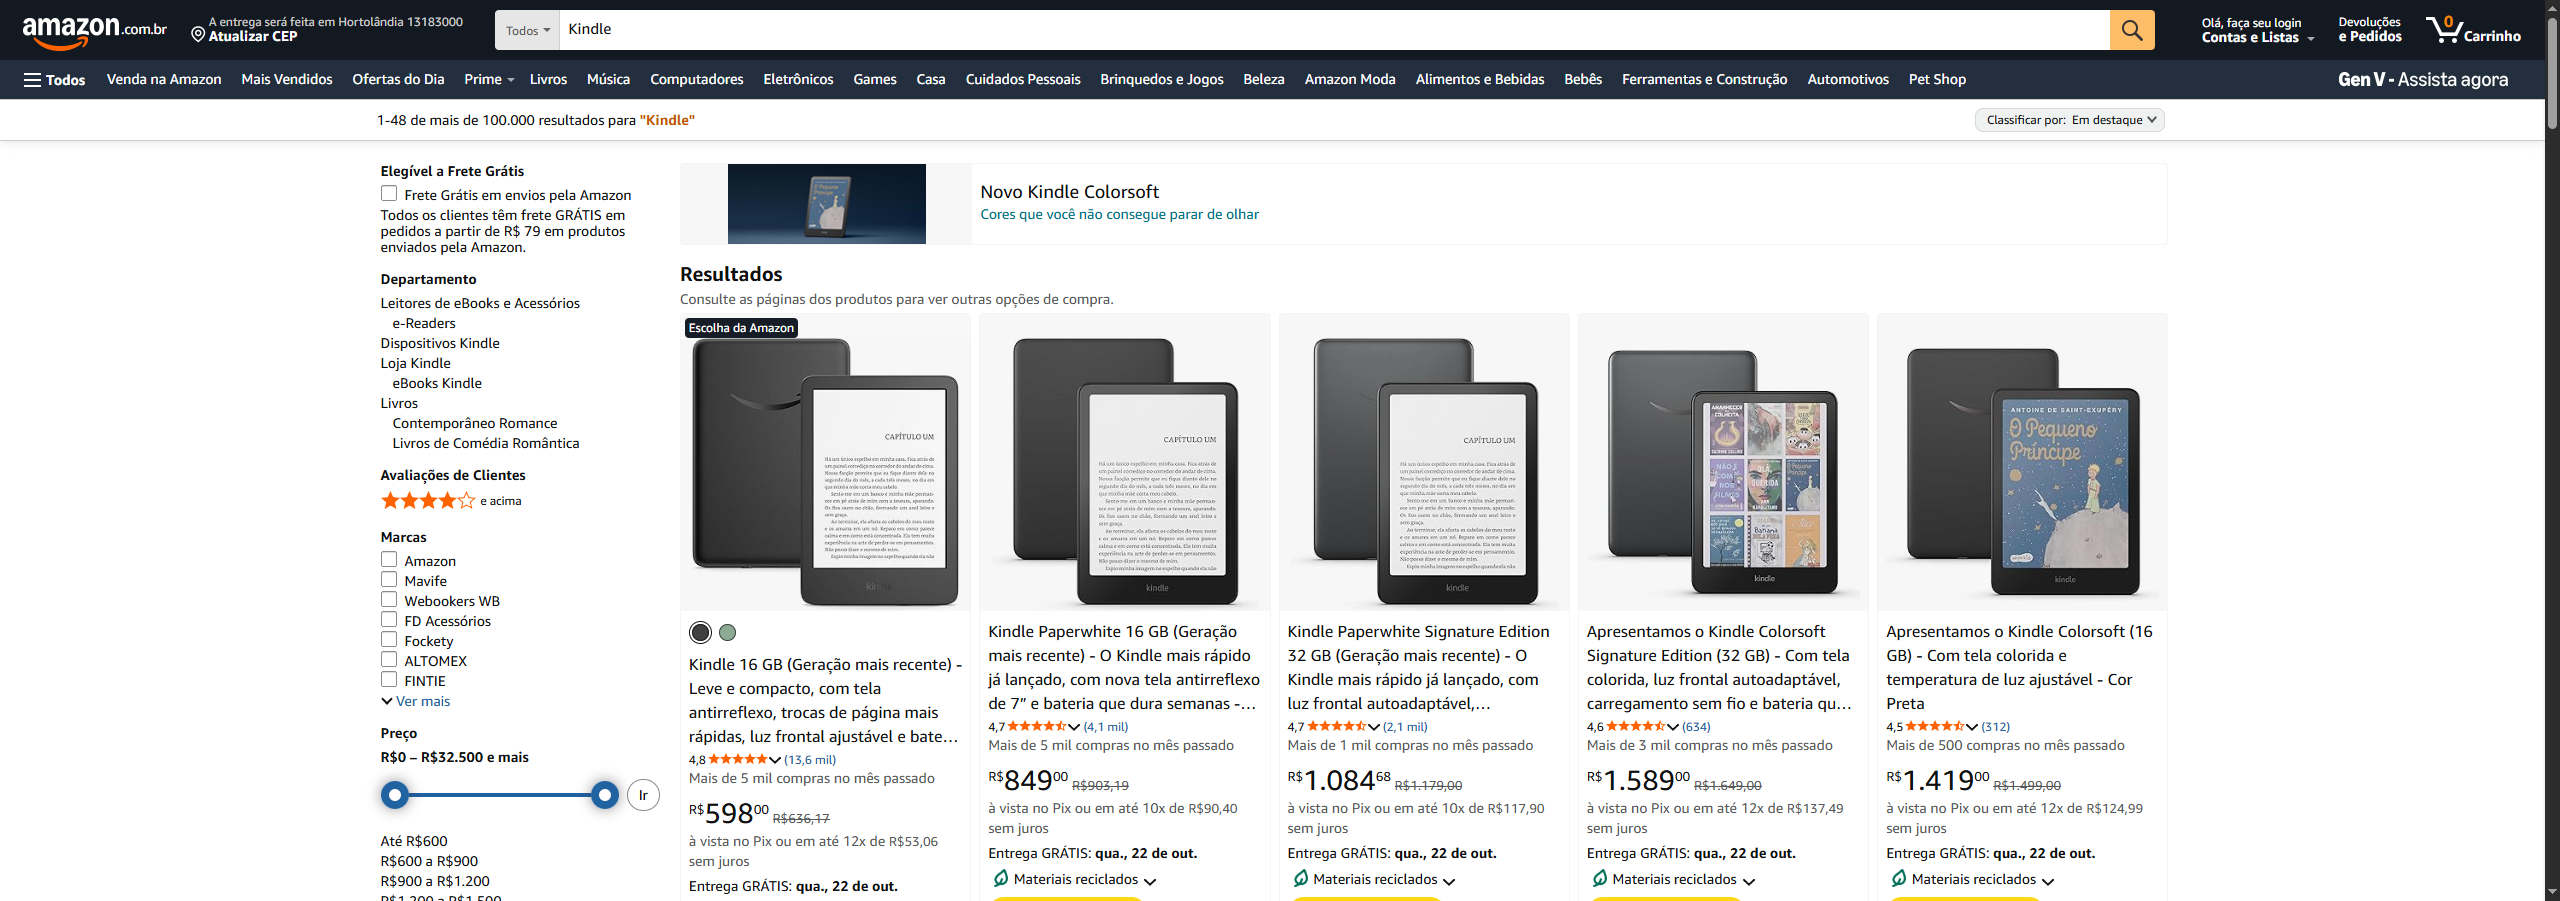 amazon.com.br
A entrega será feita em Hortolândia 13183000
Atualizar CEP
Todos
Kindle
Olá, faça seu login
Contas e Listas
Devoluções
e Pedidos
0
Carrinho
Todos
Venda na Amazon
Mais Vendidos
Ofertas do Dia
Prime
Livros
Música
Computadores
Eletrônicos
Games
Casa
Cuidados Pessoais
Brinquedos e Jogos
Beleza
Amazon Moda
Alimentos e Bebidas
Bebês
Ferramentas e Construção
Automotivos
Pet Shop
Gen V - Assista agora
1-48 de mais de 100.000 resultados para "Kindle"
Classificar por: Em destaque
Elegível a Frete Grátis
Frete Grátis em envios pela Amazon
Todos os clientes têm frete GRÁTIS em
pedidos a partir de R$ 79 em produtos
enviados pela Amazon.
Departamento
Leitores de eBooks e Acessórios
e-Readers
Dispositivos Kindle
Loja Kindle
eBooks Kindle
Livros
Contemporâneo Romance
Livros de Comédia Romântica
Avaliações de Clientes
e acima
Marcas
Amazon
Mavife
Webookers WB
FD Acessórios
Fockety
ALTOMEX
FINTIE
Ver mais
Preço
R$0 – R$32.500 e mais
Ir
Até R$600
R$600 a R$900
R$900 a R$1.200
R$1.200 a R$1.500
O Pequeno
Príncipe
Novo Kindle Colorsoft
Cores que você não consegue parar de olhar
Resultados
Consulte as páginas dos produtos para ver outras opções de compra.
Escolha da Amazon
CAPÍTULO UM
kindle
Kindle 16 GB (Geração mais recente) -
Leve e compacto, com tela
antirreflexo, trocas de página mais
rápidas, luz frontal ajustável e bate...
4,8 (13,6 mil)
Mais de 5 mil compras no mês passado
R$598,00 R$636,17
à vista no Pix ou em até 12x de R$53,06
sem juros
Entrega GRÁTIS: qua., 22 de out.
CAPÍTULO UM
kindle
Kindle Paperwhite 16 GB (Geração
mais recente) - O Kindle mais rápido
já lançado, com nova tela antirreflexo
de 7” e bateria que dura semanas -...
4,7 (4,1 mil)
Mais de 5 mil compras no mês passado
R$849,00 R$903,19
à vista no Pix ou em até 10x de R$90,40
sem juros
Entrega GRÁTIS: qua., 22 de out.
Materiais reciclados
CAPÍTULO UM
kindle
Kindle Paperwhite Signature Edition
32 GB (Geração mais recente) - O
Kindle mais rápido já lançado, com
luz frontal autoadaptável,...
4,7 (2,1 mil)
Mais de 1 mil compras no mês passado
R$1.084,68 R$1.179,00
à vista no Pix ou em até 10x de R$117,90
sem juros
Entrega GRÁTIS: qua., 22 de out.
Materiais reciclados
kindle
Apresentamos o Kindle Colorsoft
Signature Edition (32 GB) - Com tela
colorida, luz frontal autoadaptável,
carregamento sem fio e bateria qu...
4,6 (634)
Mais de 3 mil compras no mês passado
R$1.589,00 R$1.649,00
à vista no Pix ou em até 12x de R$137,49
sem juros
Entrega GRÁTIS: qua., 22 de out.
Materiais reciclados
ANTOINE DE SAINT-EXUPÉRY
O Pequeno
Príncipe
kindle
Apresentamos o Kindle Colorsoft (16
GB) - Com tela colorida e
temperatura de luz ajustável - Cor
Preta
4,5 (312)
Mais de 500 compras no mês passado
R$1.419,00 R$1.499,00
à vista no Pix ou em até 12x de R$124,99
sem juros
Entrega GRÁTIS: qua., 22 de out.
Materiais reciclados